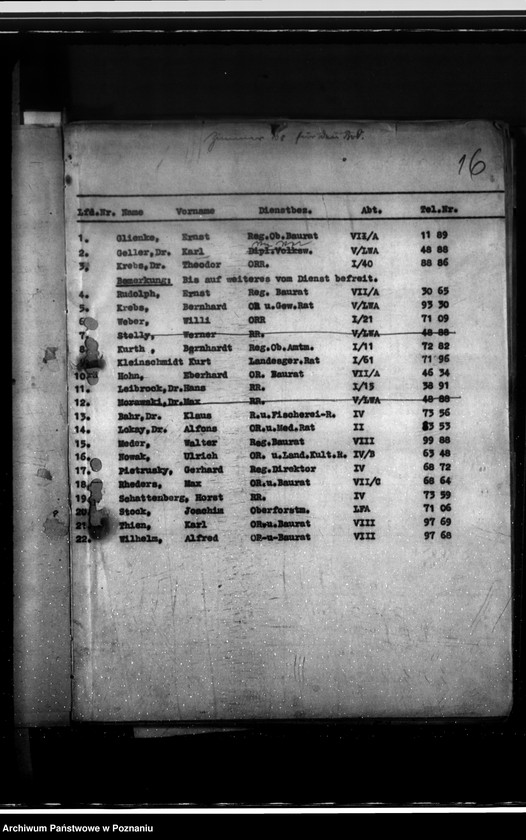 16
Lfd.Nr. Name Vorname Dienstbez. Abt. Tel.Nr.
1. Glienke, Ernst Reg.Ob.Baurat VII/A 11 89
2. Geller,Dr. Karl Dipl.Volksw. V/LWA 48 88
3. Krebs,Dr. Theodor ORR. I/40 88 86
Bemerkung: Bis auf weiteres vom Dienst befreit.
4. Rudolph, Ernst Reg. Baurat VII/A 30 65
5. Krebs, Bernhard OR u.Gew.Rat V/LWA 93 30
6. Weber, Willi ORR I/21 71 09
7. Stelly, Werner RR. V/LWA 48 88
8. Kurth , Bernhardt Reg.Ob.Amtm. I/11 72 82
Kleinschmidt Kurt Landesger.Rat I/61 71 96
10. Hohn, Eberhard OR. Baurat VII/A 46 34
11. Leibrock,Dr.Hans RR. I/15 38 91
12. Morawski,Dr.Max RR. V/LWA 48 88
13. Bahr,Dr. Klaus R.u.Fischerei-R. IV 73 56
14. Lokay,Dr. Alfons OR.u.Med.Rat II 83 53
15. Meder, Walter Reg.Baurat VIII 99 88
16. Nowak, Ulrich OR. u.Land.Kult.R. IV/B 63 48
17. Pietrusky, Gerhard Reg.Direktor IV 68 72
18. Rheders, Max OR.u.Baurat VII/C 68 64
19. Schattenberg, Horst RR. IV 73 59
20. Stock, Joachim Oberforstm. LFA 71 06
21. Thien, Karl OR.u.Baurat VIII 97 69
22. Wilhelm, Alfred OR-u-Baurat VIII 97 68
Archiwum Państwowe w Poznaniu